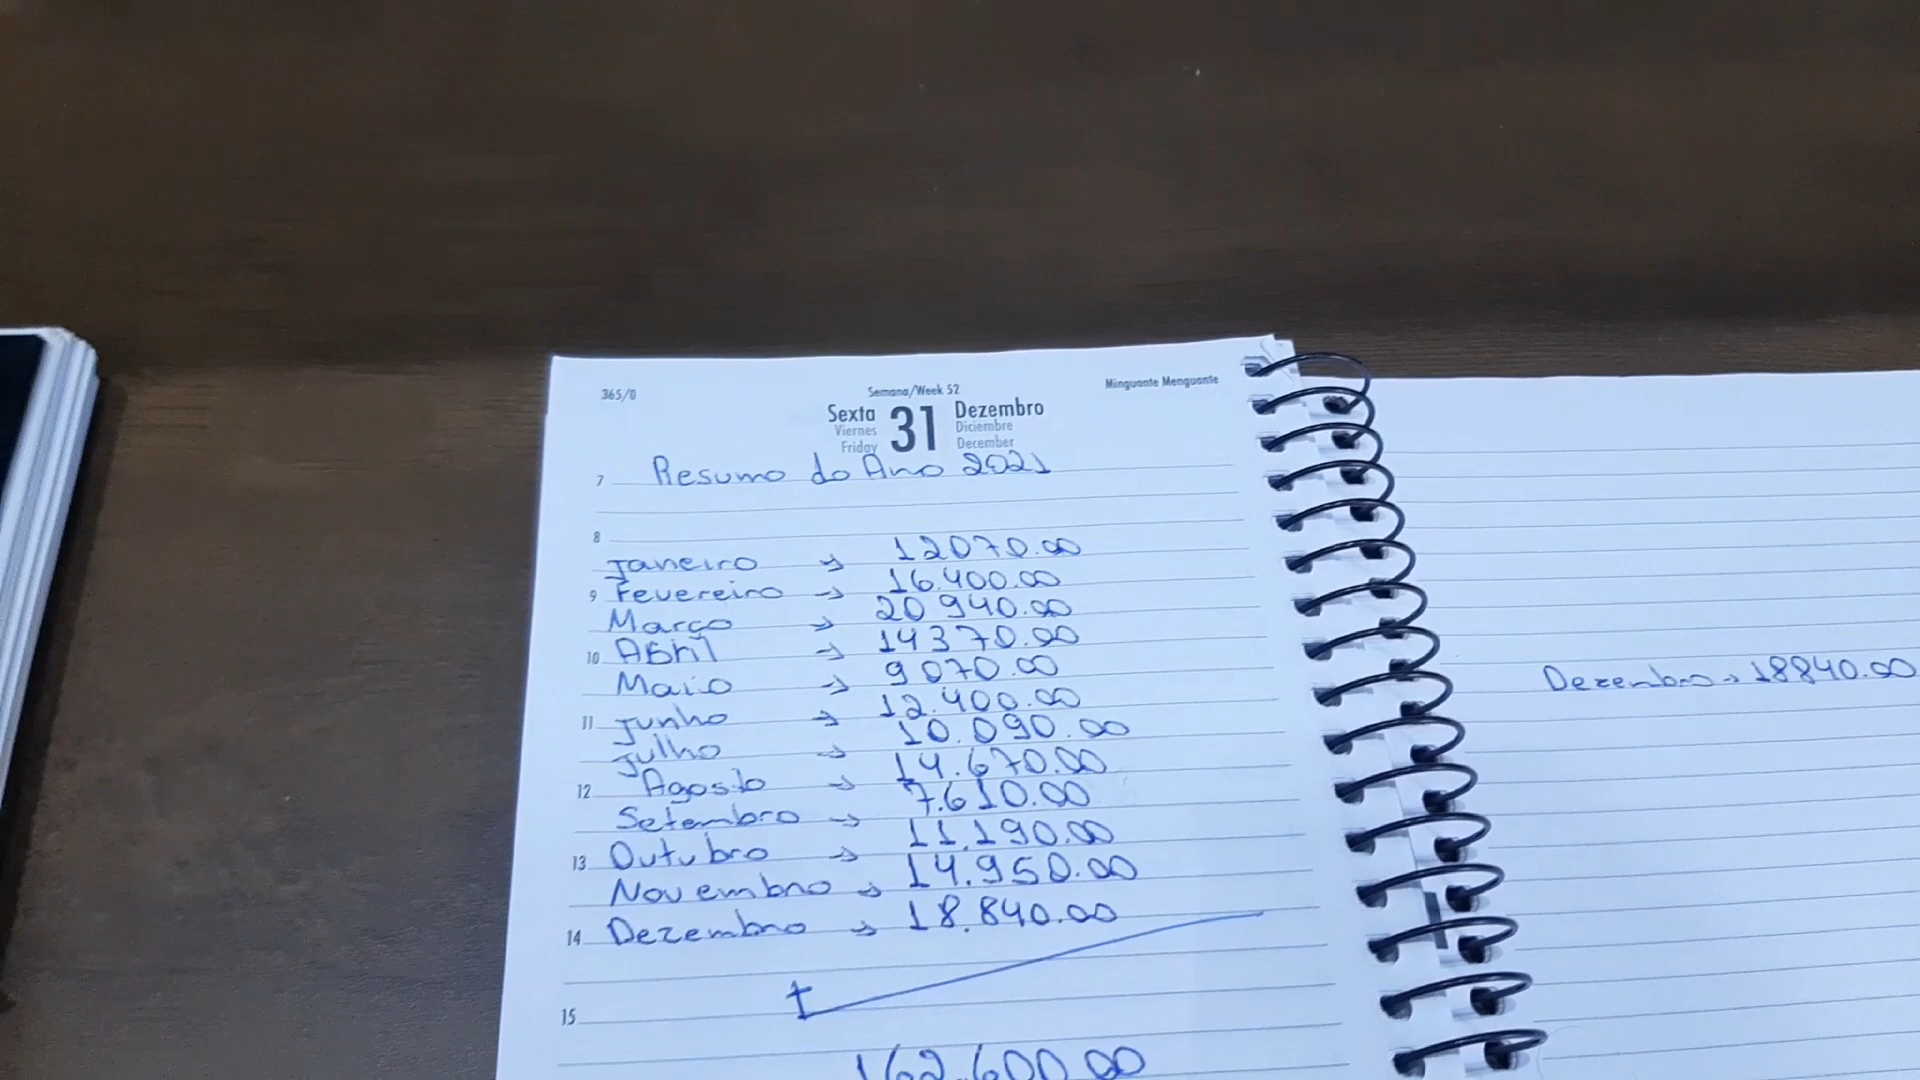 365/0
Semana/Week 52
Minguante Menguante
Sexta 31 Dezembro
Viernes Diciembre
Friday December
7 Resumo do Ano 2021
8
Janeiro → 12070.00
9 Fevereiro → 16.400.00
Março → 20 940.00
10 Abril → 14370.00
Maio → 9070.00
11 Junho → 12.400.00
Julho → 10.090.00
12 Agosto → 14.670.00
Setembro → 7.610.00
13 Outubro → 11.190.00
Novembro → 14.950.00
14 Dezembro → 18.840.00
15
162.600.00
Dezembro → 18840.00